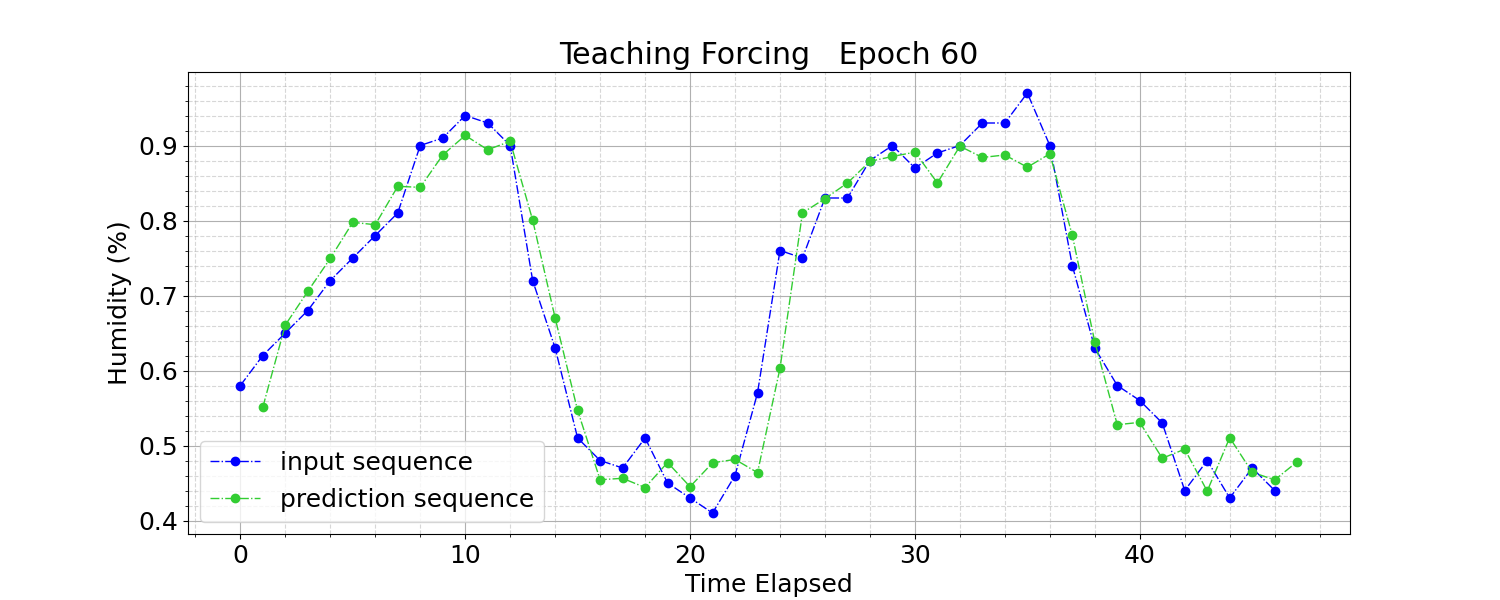 Teaching Forcing   Epoch 60
Humidity (%)
0.9
0.8
0.7
0.6
0.5
0.4
input sequence
prediction sequence
0 10 20 30 40
Time Elapsed